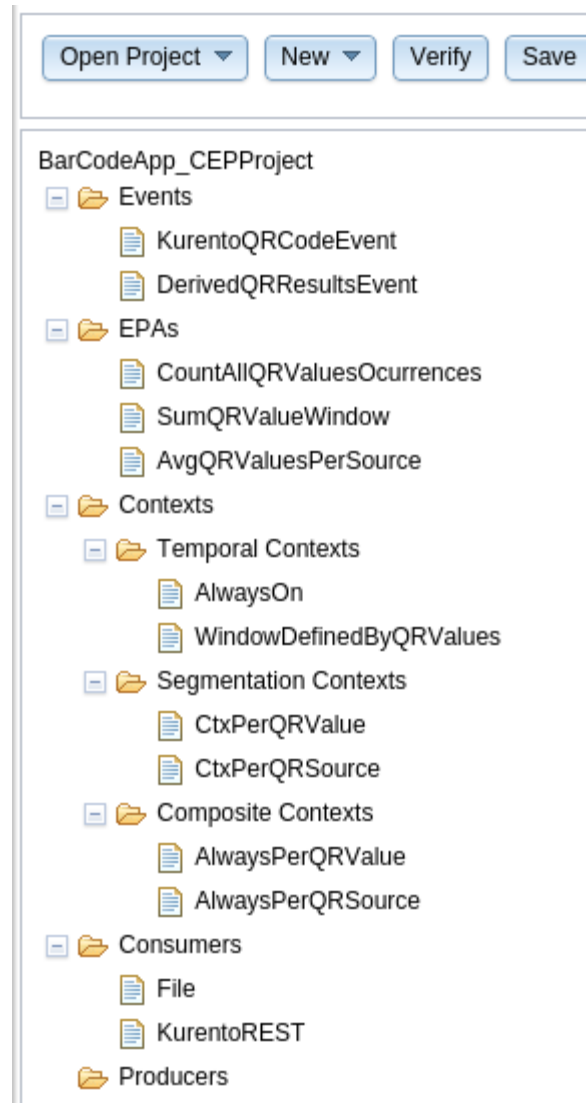 Open Project New Verify Save
BarCodeApp_CEPProject
Events
KurentoQRCodeEvent
DerivedQRResultsEvent
EPAs
CountAllQRValuesOcurrences
SumQRValueWindow
AvgQRValuesPerSource
Contexts
Temporal Contexts
AlwaysOn
WindowDefinedByQRValues
Segmentation Contexts
CtxPerQRValue
CtxPerQRSource
Composite Contexts
AlwaysPerQRValue
AlwaysPerQRSource
Consumers
File
KurentoREST
Producers